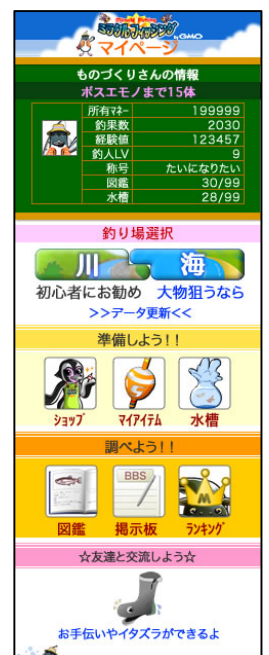 ミラクルフィッシング
by GMO
マイページ
ものづくりさんの情報
ボスエモノまで15体
所有マネー 199999
釣果数 2030
経験値 123457
釣人LV 9
称号 たいになりたい
図鑑 30/99
水槽 28/99
釣り場選択
川 海
初心者にお勧め 大物狙うなら
>>データ更新<<
準備しよう!!
ショップ マイアイテム 水槽
調べよう!!
BBS
M
図鑑 掲示板 ランキング
☆友達と交流しよう☆
お手伝いやイタズラができるよ